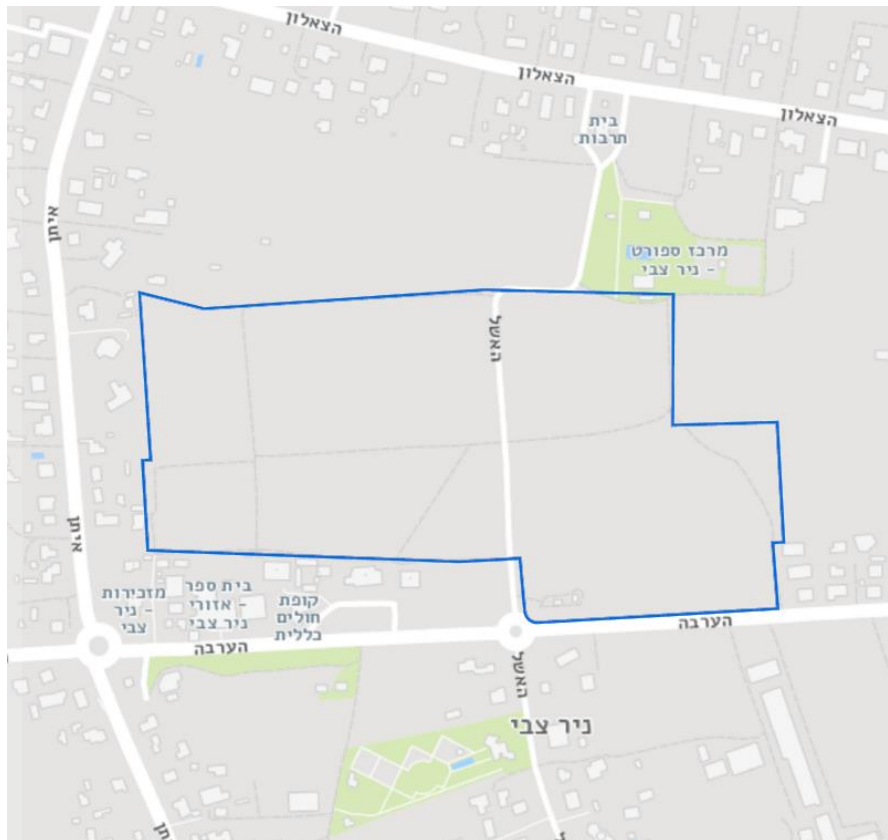 הצאלון
הצאלון
הצאלון
בית
תרבות
איתן
מרכז ספורט
- ניר צבי
האשל
איתן
בית ספר
- אזורי
ניר צבי
מזכירות
- ניר
צבי
קופת
חולים
כללית
הערבה
הערבה
האשל
ניר צבי
תן